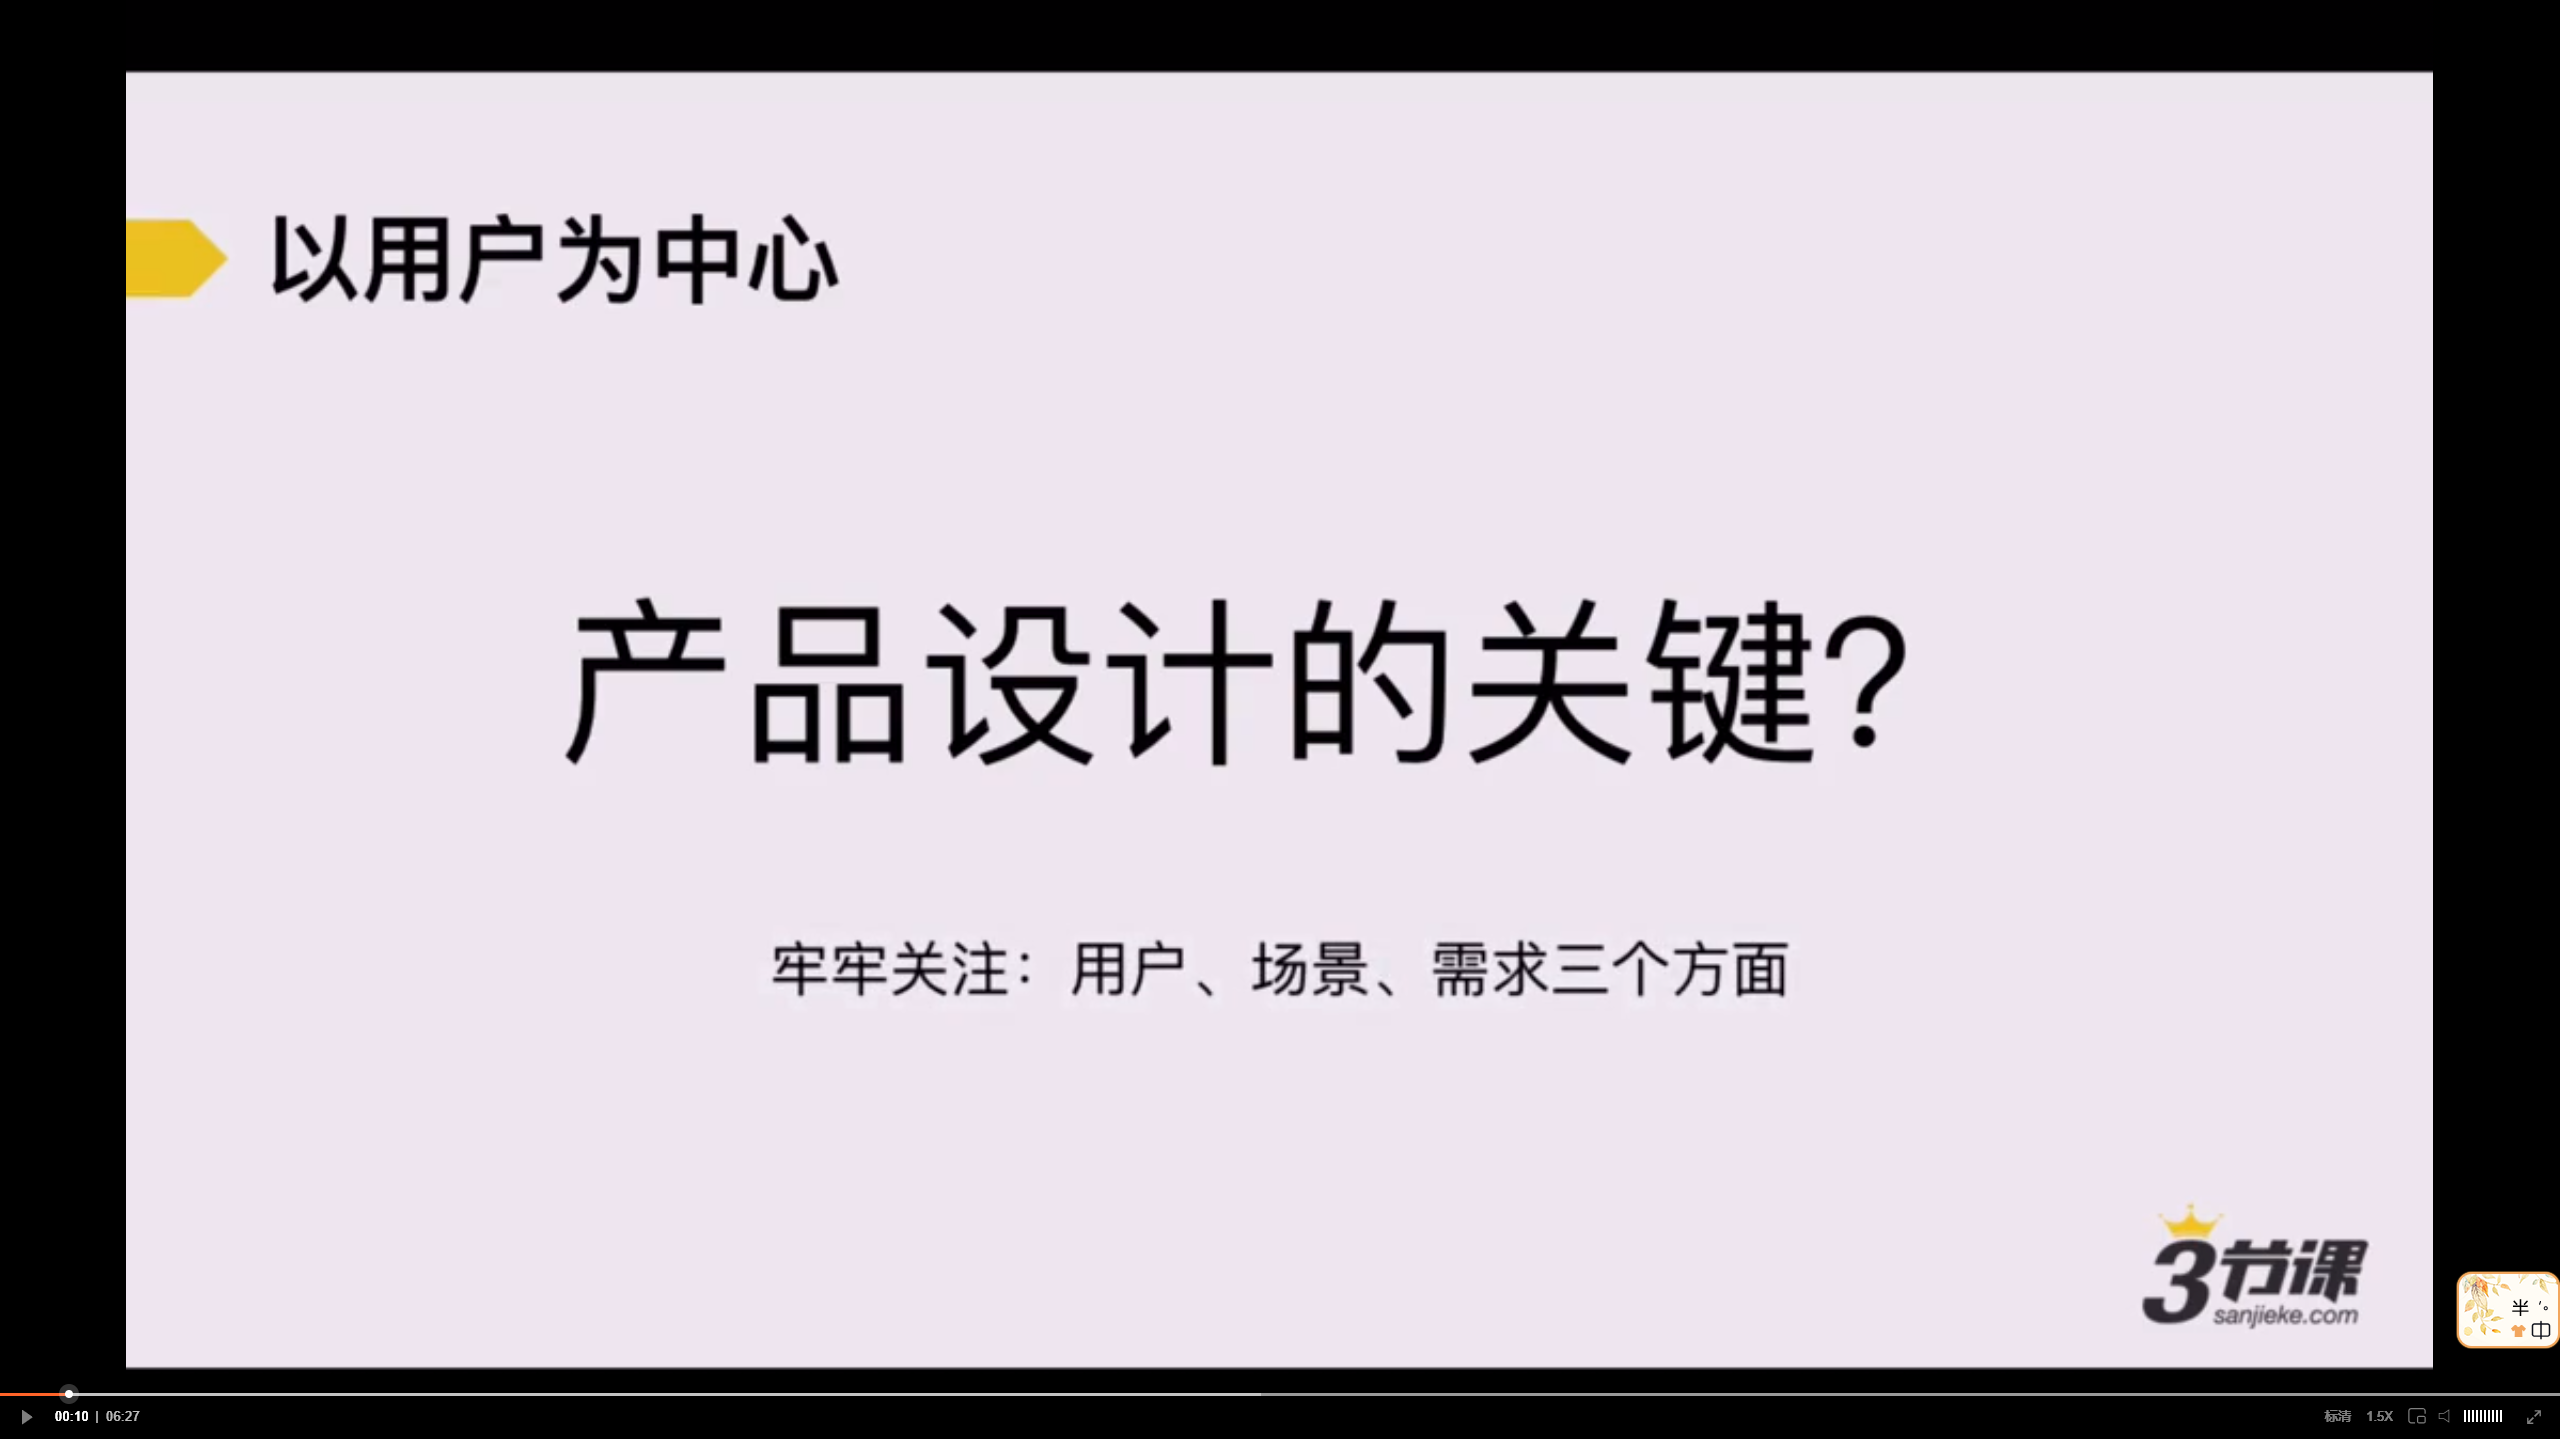 以用户为中心
产品设计的关键？
牢牢关注：用户、场景、需求三个方面
3节课
sanjieke.com
半 ’。
中
00:10 | 06:27
标清 1.5X